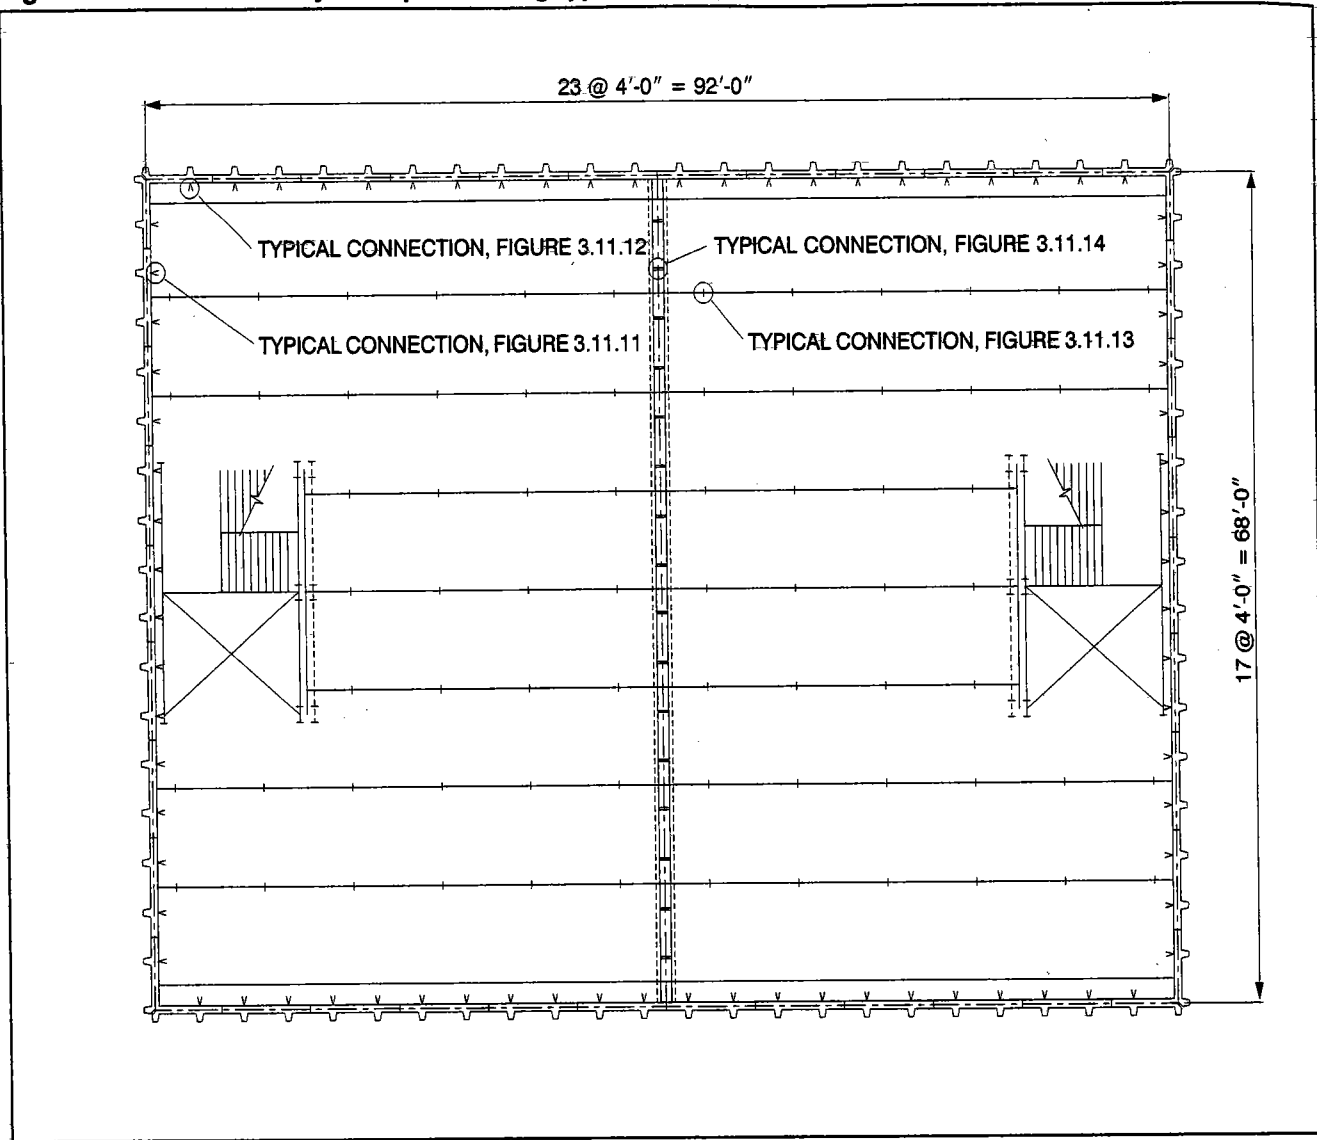 23 @ 4'-0" = 92'-0"
TYPICAL CONNECTION, FIGURE 3.11.12
TYPICAL CONNECTION, FIGURE 3.11.14
TYPICAL CONNECTION, FIGURE 3.11.11
TYPICAL CONNECTION, FIGURE 3.11.13
17 @ 4'-0" = 68'-0"